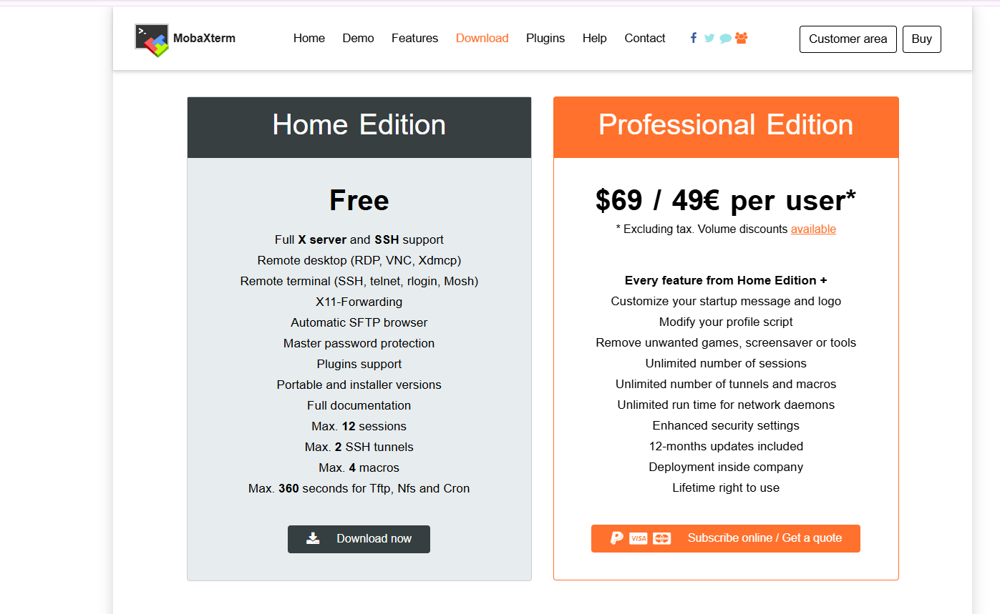 >_
MobaXterm
Home Demo Features Download Plugins Help Contact
Customer area
Buy
Home Edition
Free
Full X server and SSH support
Remote desktop (RDP, VNC, Xdmcp)
Remote terminal (SSH, telnet, rlogin, Mosh)
X11-Forwarding
Automatic SFTP browser
Master password protection
Plugins support
Portable and installer versions
Full documentation
Max. 12 sessions
Max. 2 SSH tunnels
Max. 4 macros
Max. 360 seconds for Tftp, Nfs and Cron
Download now
Professional Edition
$69 / 49€ per user*
* Excluding tax. Volume discounts available
Every feature from Home Edition +
Customize your startup message and logo
Modify your profile script
Remove unwanted games, screensaver or tools
Unlimited number of sessions
Unlimited number of tunnels and macros
Unlimited run time for network daemons
Enhanced security settings
12-months updates included
Deployment inside company
Lifetime right to use
VISA Subscribe online / Get a quote